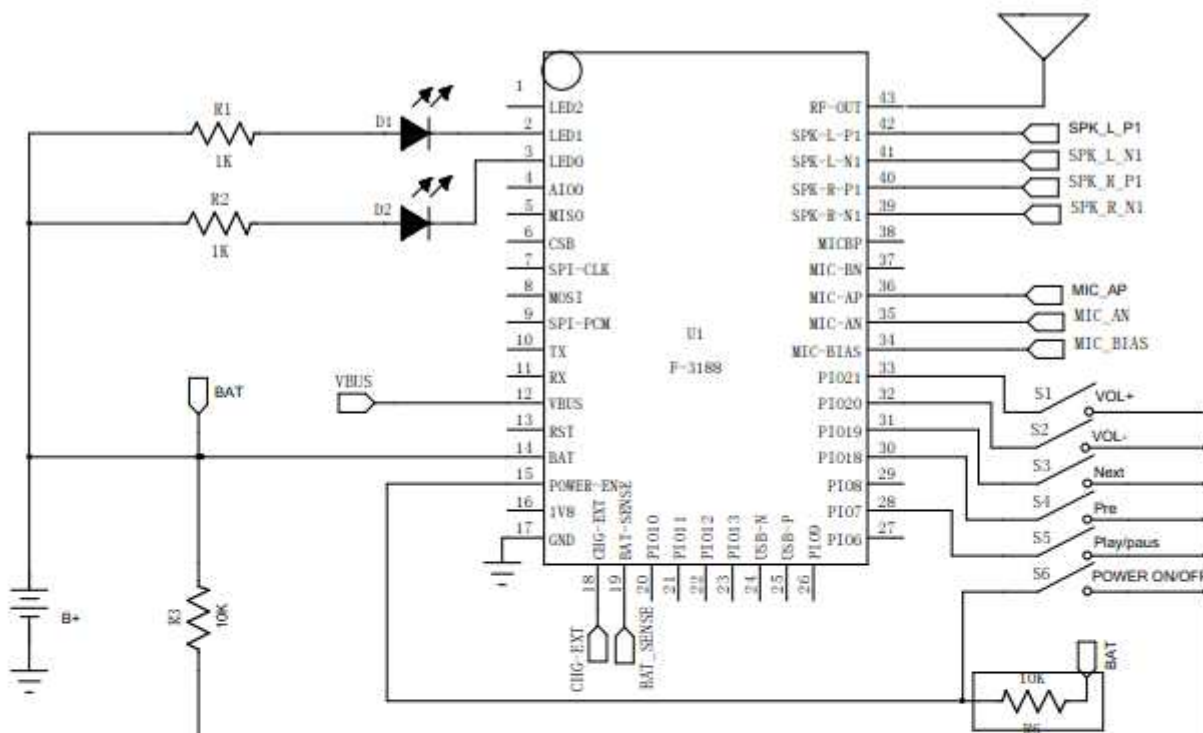 R1
1K
D1
R2
1K
D2
1
2
3
4
5
6
7
8
9
10
11
12
13
14
15
16
17
LED2
LED1
LED0
AIO0
MISO
CSB
SPI-CLK
MOSI
SPI-PCM
TX
RX
VBUS
RST
BAT
POWER-EN
1V8
GND
U1
F-3188
RF-OUT
SPK-L-P1
SPK-L-N1
SPK-R-P1
SPK-R-N1
MICBP
MIC-BN
MIC-AP
MIC-AN
MIC-BIAS
PIO21
PIO20
PIO19
PIO18
PIO8
PIO7
PIO6
43
42
41
40
39
38
37
36
35
34
33
32
31
30
29
28
27
SPK_L_P1
SPK_L_N1
SPK_R_P1
SPK_R_N1
MIC_AP
MIC_AN
MIC_BIAS
S1 VOL+
S2 VOL-
S3 Next
S4 Pre
S5 Play/paus
S6 POWER ON/OFF
CHG-EXT
BAT-SENSE
PIO10
PIO11
PIO12
PIO13
USB-N
USB-P
PIO9
18
19
20
21
22
23
24
25
26
CHG-EXT
BAT_SENSE
VBUS
BAT
B+
R3
10K
10K
BAT